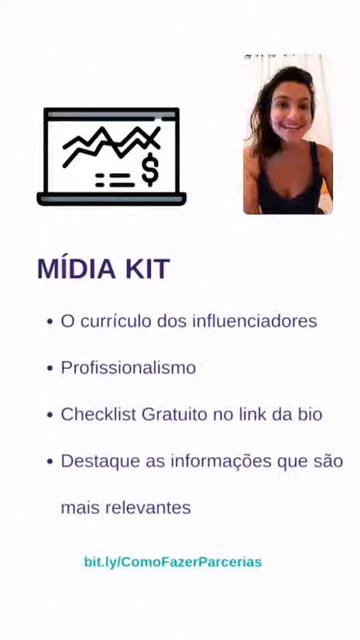 $
MÍDIA KIT
• O currículo dos influenciadores
• Profissionalismo
• Checklist Gratuito no link da bio
• Destaque as informações que são
mais relevantes
bit.ly/ComoFazerParcerias